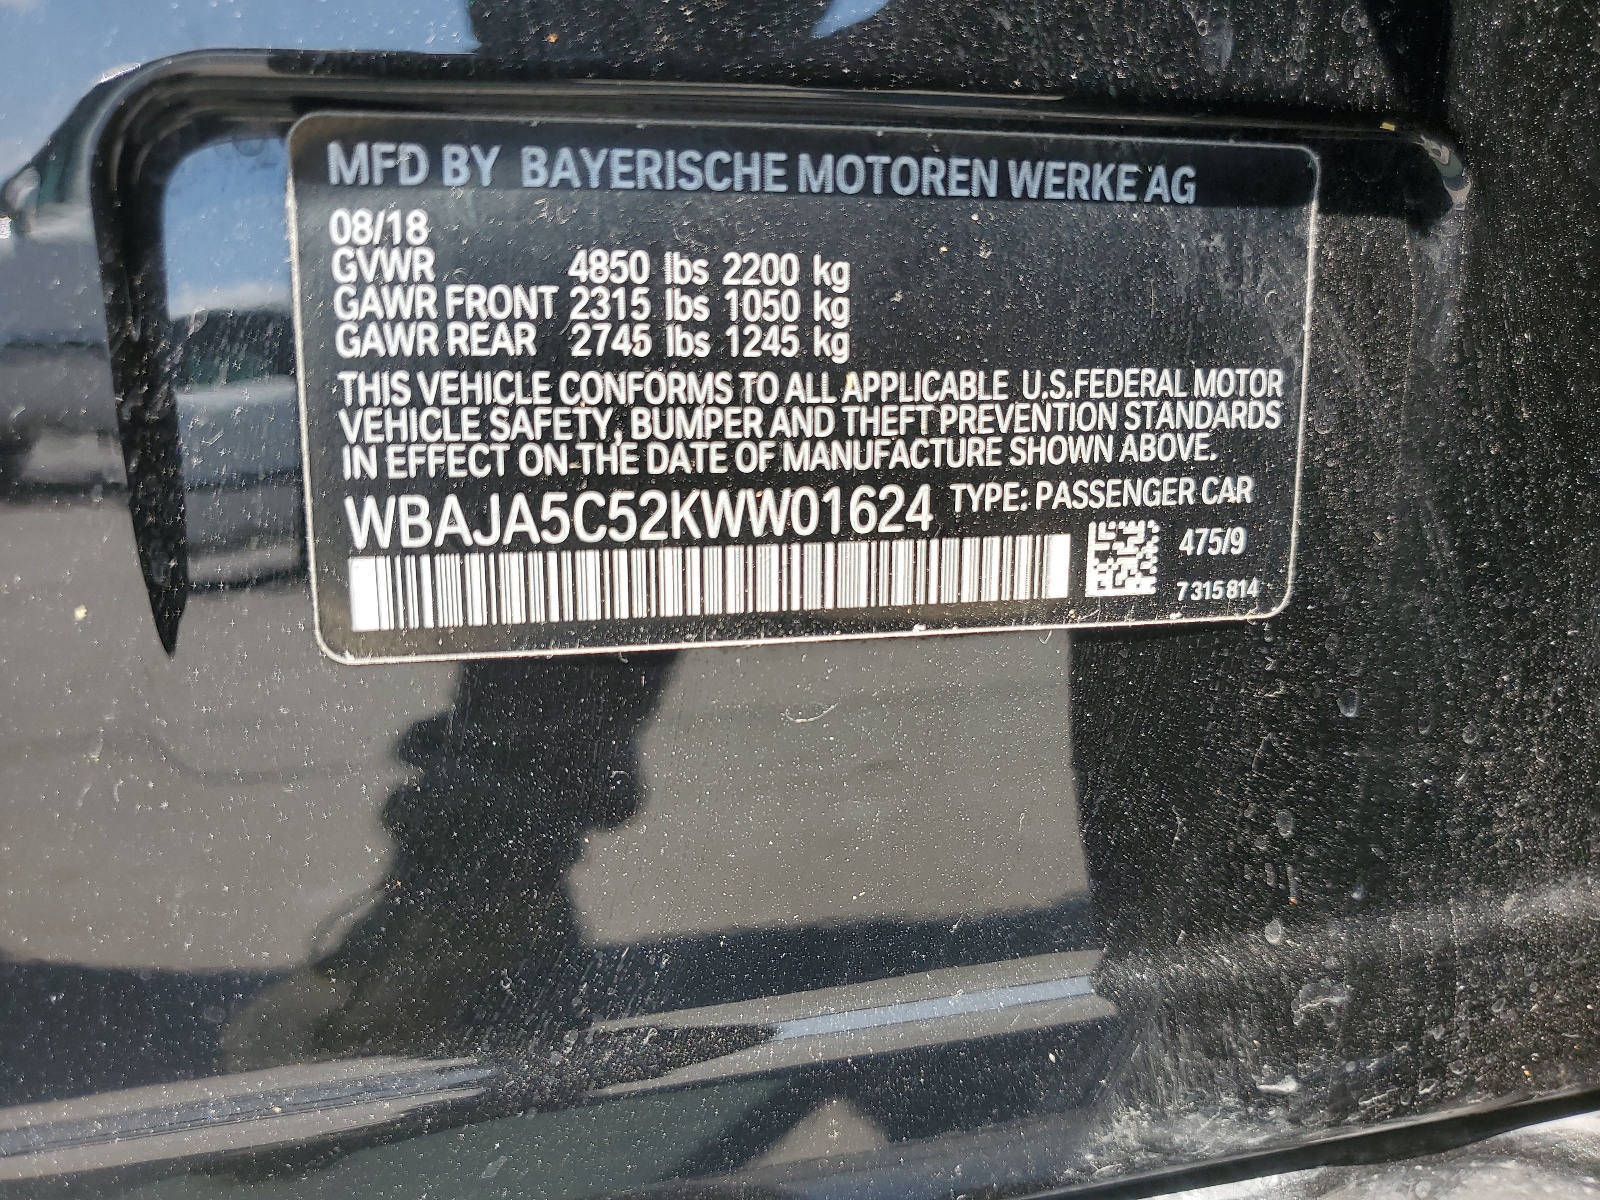 MFD BY BAYERISCHE MOTOREN WERKE AG
08/18
GVWR 4850 lbs 2200 kg
GAWR FRONT 2315 lbs 1050 kg
GAWR REAR 2745 lbs 1245 kg
THIS VEHICLE CONFORMS TO ALL APPLICABLE U.S.FEDERAL MOTOR
VEHICLE SAFETY, BUMPER AND THEFT PREVENTION STANDARDS
IN EFFECT ON THE DATE OF MANUFACTURE SHOWN ABOVE.
WBAJA5C52KWW01624 TYPE: PASSENGER CAR
475/9
7 315 814